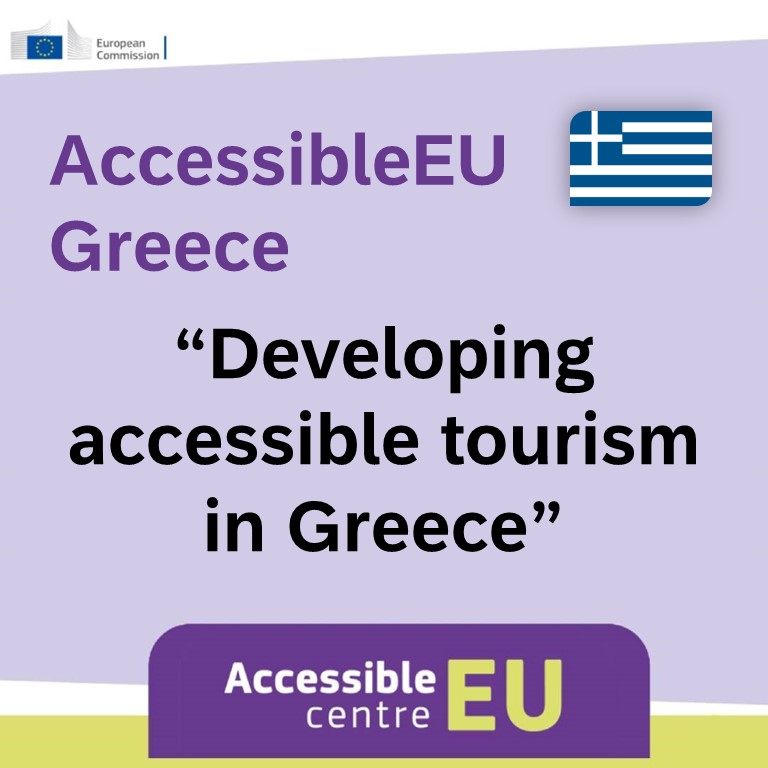 European
Commission
AccessibleEU
Greece
“Developing
accessible tourism
in Greece”
Accessible EU
centre